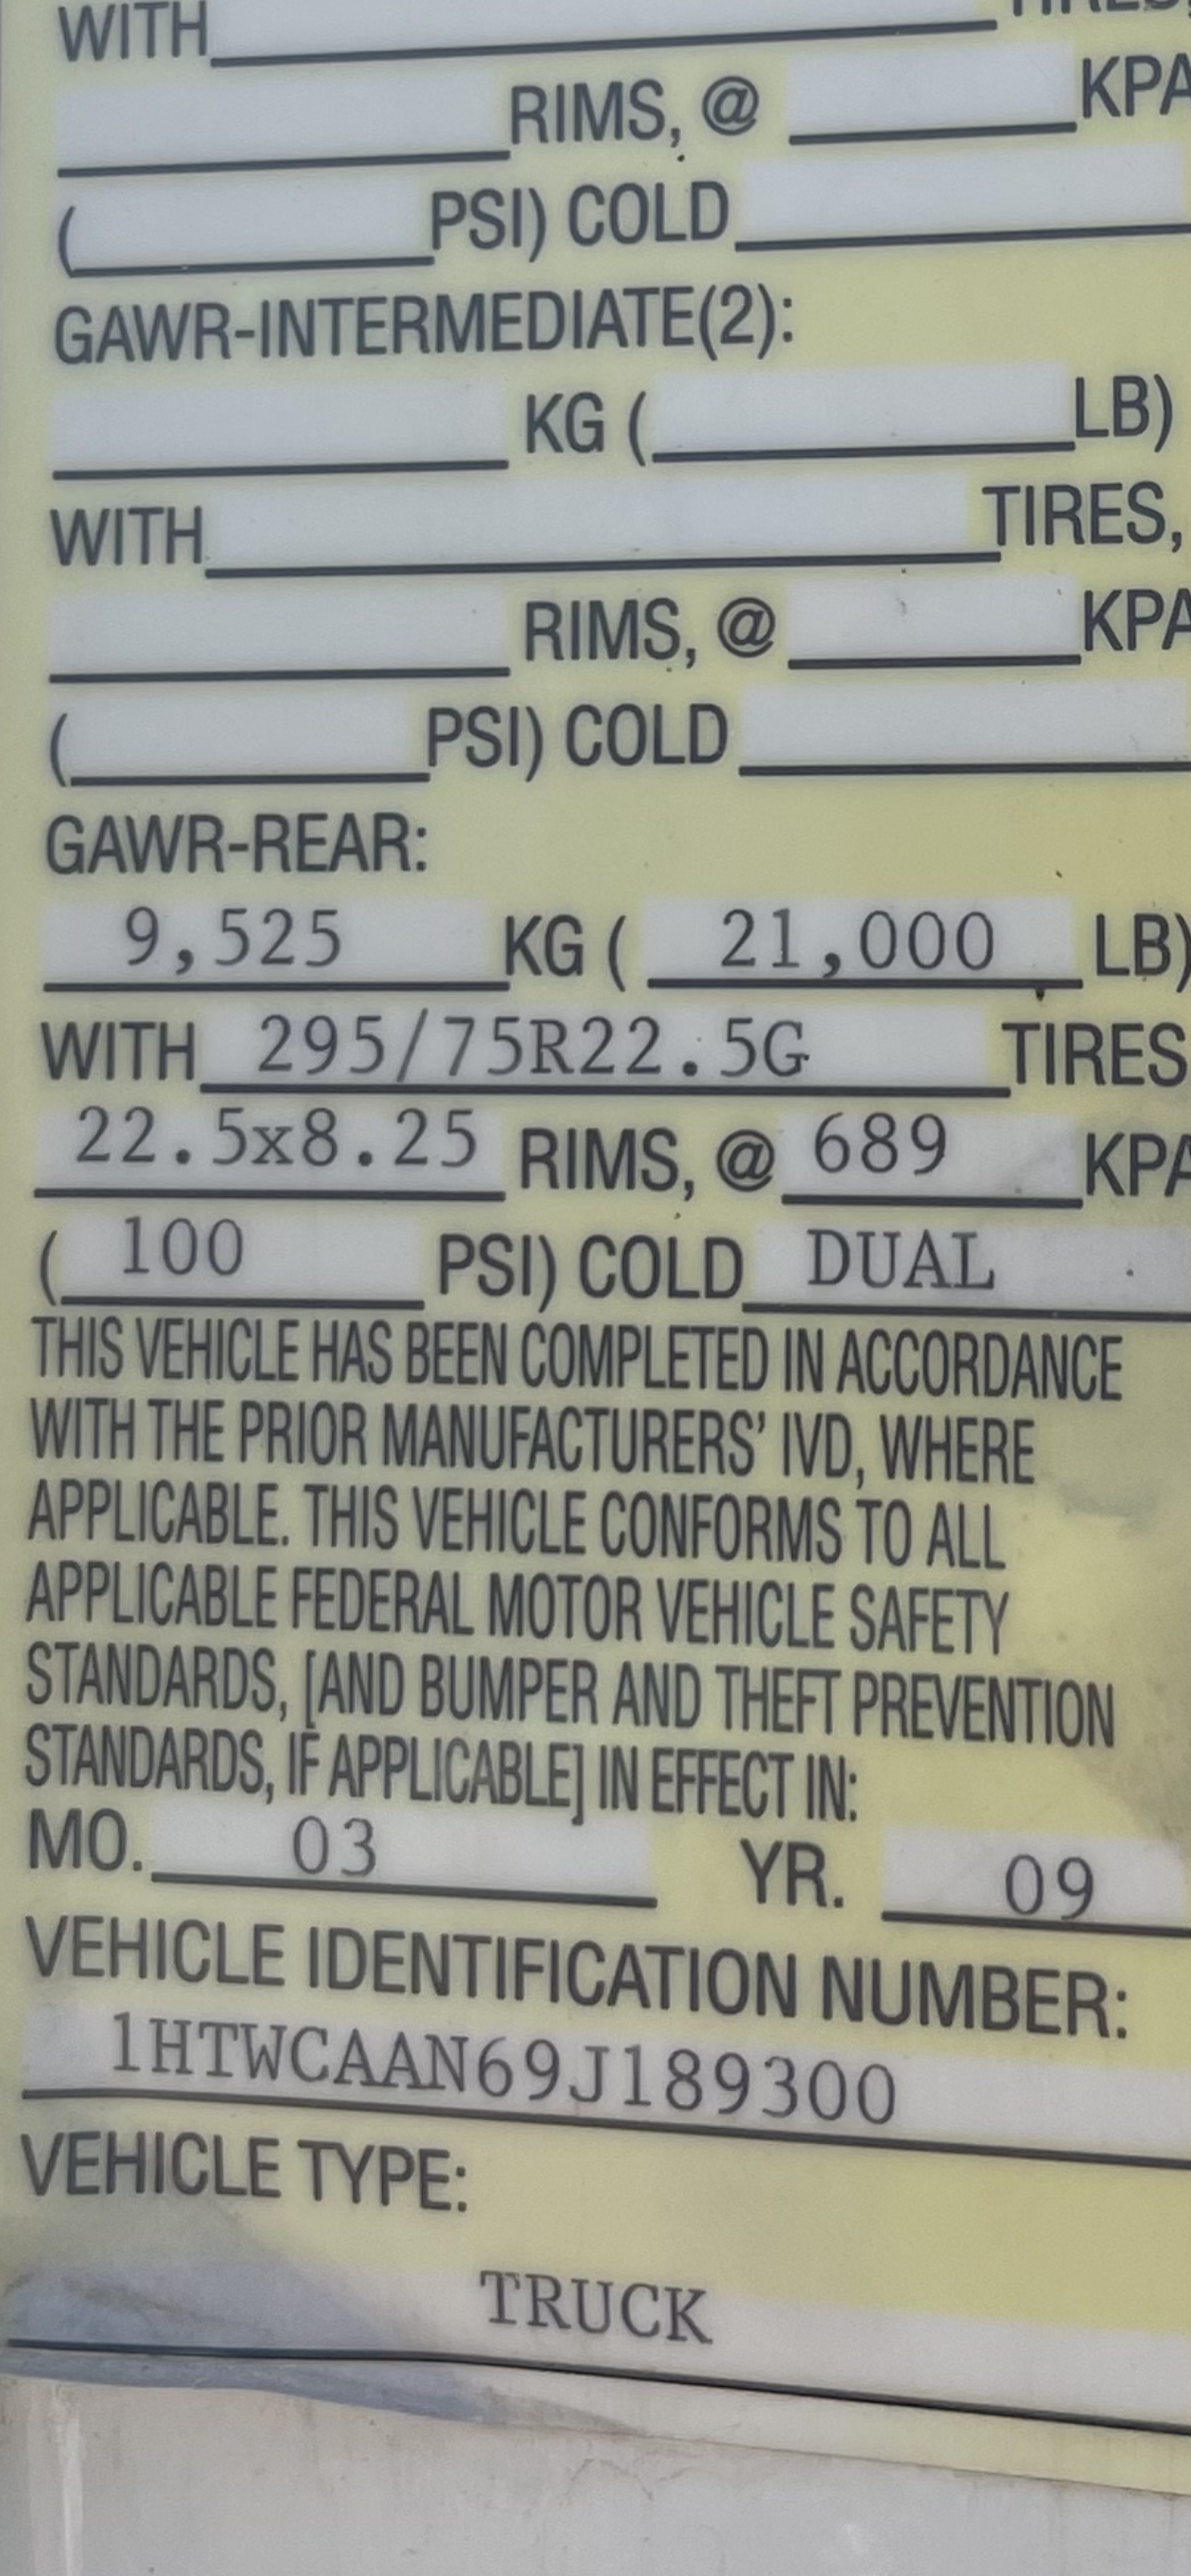 WITH TIRES,
RIMS, @ KPA
( PSI) COLD
GAWR-INTERMEDIATE(2):
KG ( LB)
WITH TIRES,
RIMS, @ KPA
( PSI) COLD
GAWR-REAR:
9,525 KG ( 21,000 LB)
WITH 295/75R22.5G TIRES
22.5x8.25 RIMS, @ 689 KPA
( 100 PSI) COLD DUAL
THIS VEHICLE HAS BEEN COMPLETED IN ACCORDANCE
WITH THE PRIOR MANUFACTURERS' IVD, WHERE
APPLICABLE. THIS VEHICLE CONFORMS TO ALL
APPLICABLE FEDERAL MOTOR VEHICLE SAFETY
STANDARDS, [AND BUMPER AND THEFT PREVENTION
STANDARDS, IF APPLICABLE] IN EFFECT IN:
MO. 03 YR. 09
VEHICLE IDENTIFICATION NUMBER:
1HTWCAAN69J189300
VEHICLE TYPE:
TRUCK